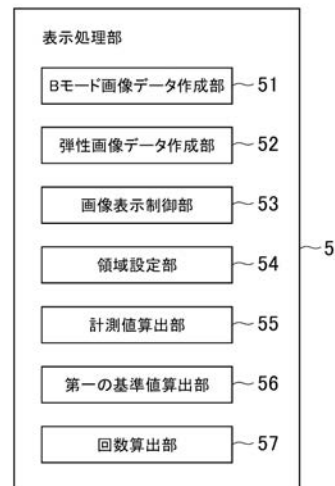 表示処理部
Bモード画像データ作成部 51
弾性画像データ作成部 52
画像表示制御部 53
領域設定部 54
5
計測値算出部 55
第一の基準値算出部 56
回数算出部 57